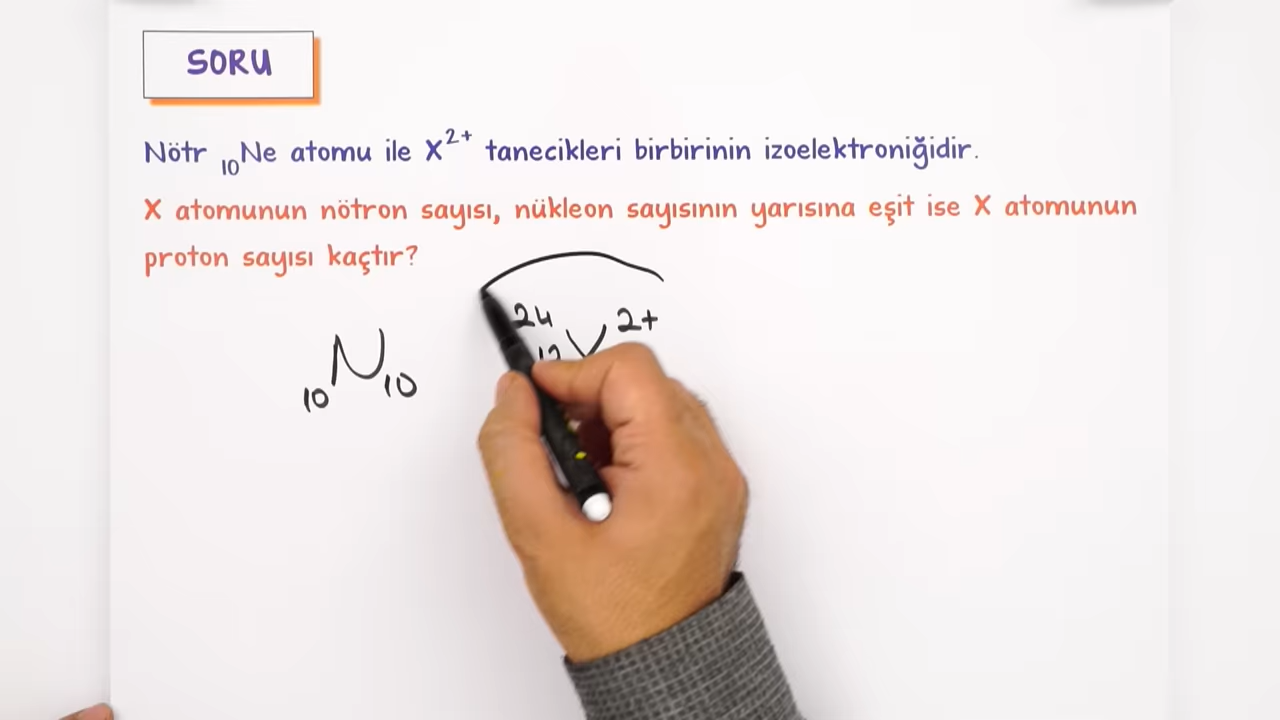 SORU
Nötr ₁₀Ne atomu ile X²⁺ tanecikleri birbirinin izoelektroniğidir.
X atomunun nötron sayısı, nükleon sayısının yarısına eşit ise X atomunun
proton sayısı kaçtır?
24 2+
10 N 10 12